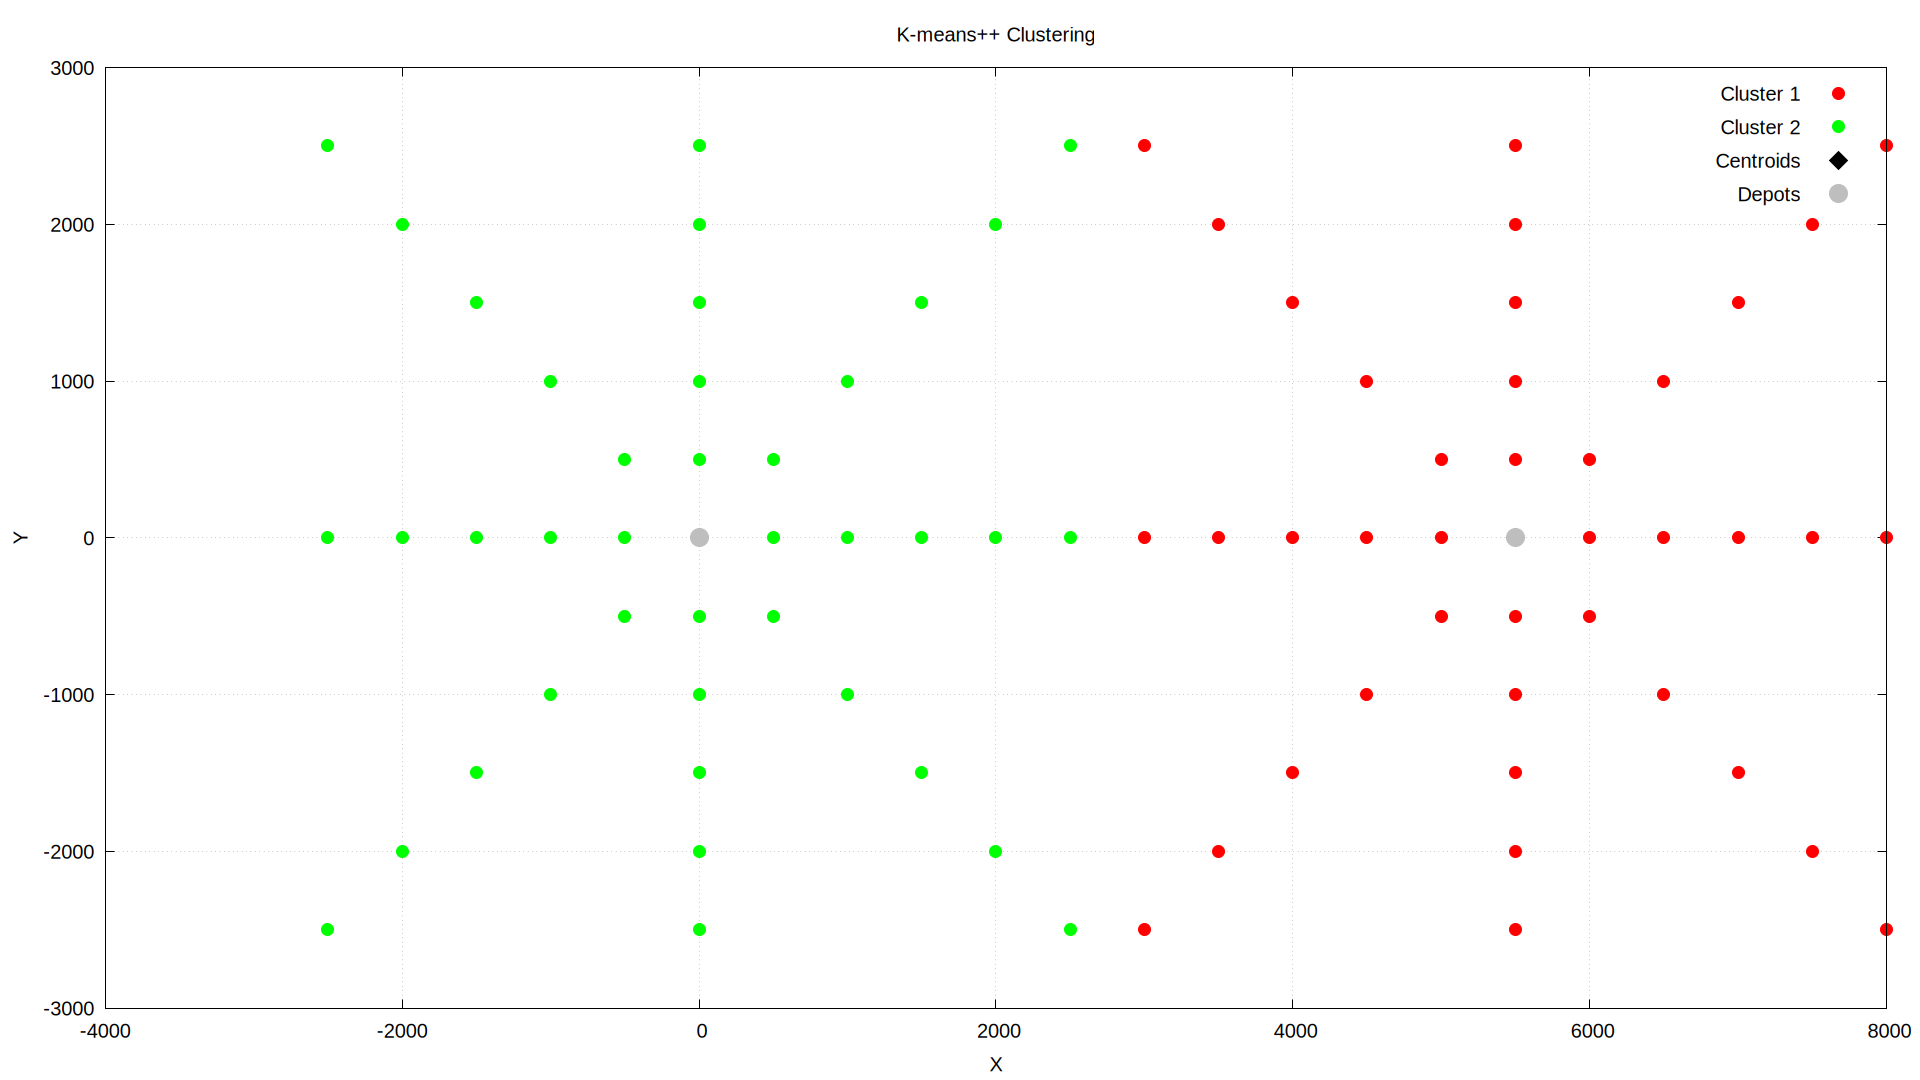 K-means++ Clustering
3000
2000
1000
0
-1000
-2000
-3000
Y
Cluster 1
Cluster 2
Centroids
Depots
-4000 -2000 0 2000 4000 6000 8000
X